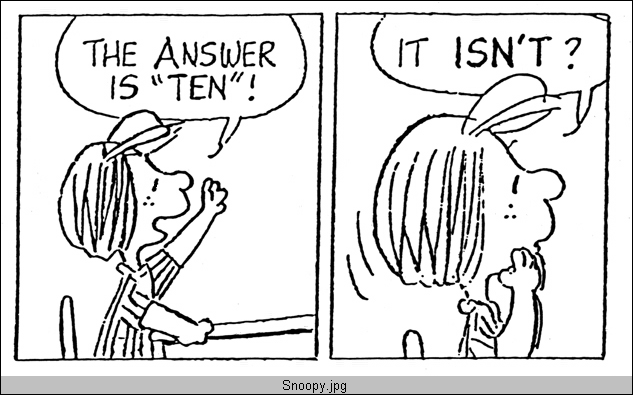 THE ANSWER
IS "TEN"!
IT ISN'T?
Snoopy.jpg